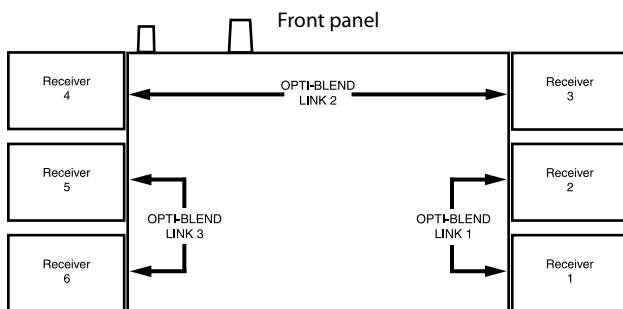 Front panel
Receiver
4
OPTI-BLEND
LINK 2
Receiver
3
Receiver
5
Receiver
2
OPTI-BLEND
LINK 3
OPTI-BLEND
LINK 1
Receiver
6
Receiver
1